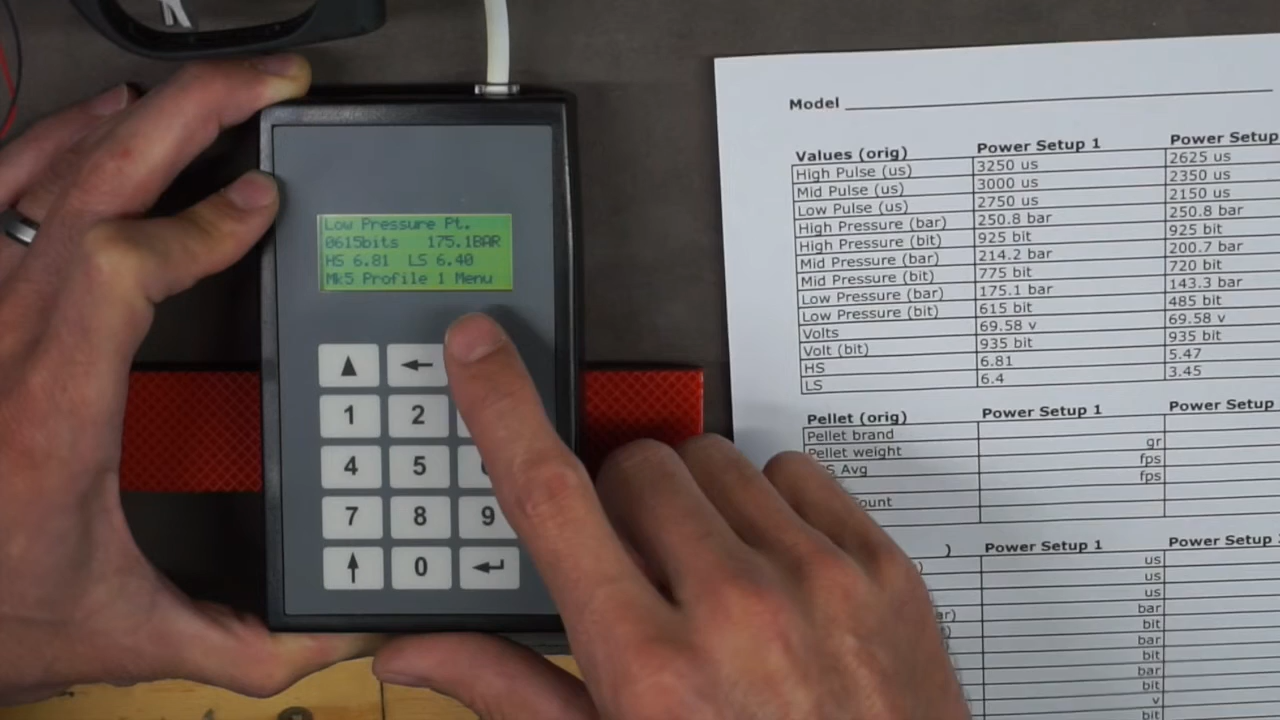 Low Pressure Pt.
0615bits 175.1BAR
HS 6.81 LS 6.40
Mk5 Profile 1 Menu
▲ ←
1 2
4 5
7 8 9
↑ 0 ↵
Model
Values (orig) Power Setup 1 Power Setup
High Pulse (us) 3250 us 2625 us
Mid Pulse (us) 3000 us 2350 us
Low Pulse (us) 2750 us 2150 us
High Pressure (bar) 250.8 bar 250.8 bar
High Pressure (bit) 925 bit 925 bit
Mid Pressure (bar) 214.2 bar 200.7 bar
Mid Pressure (bit) 775 bit 720 bit
Low Pressure (bar) 175.1 bar 143.3 bar
Low Pressure (bit) 615 bit 485 bit
Volts 69.58 v 69.58 v
Volt (bit) 935 bit 935 bit
HS 6.81 5.47
LS 6.4 3.45
Pellet (orig) Power Setup 1 Power Setup
Pellet brand
Pellet weight gr
Avg fps
fps
) Power Setup 1 Power Setup
us
us
us
ar) bar
bit
bar
bit
bar
bit
v
bit